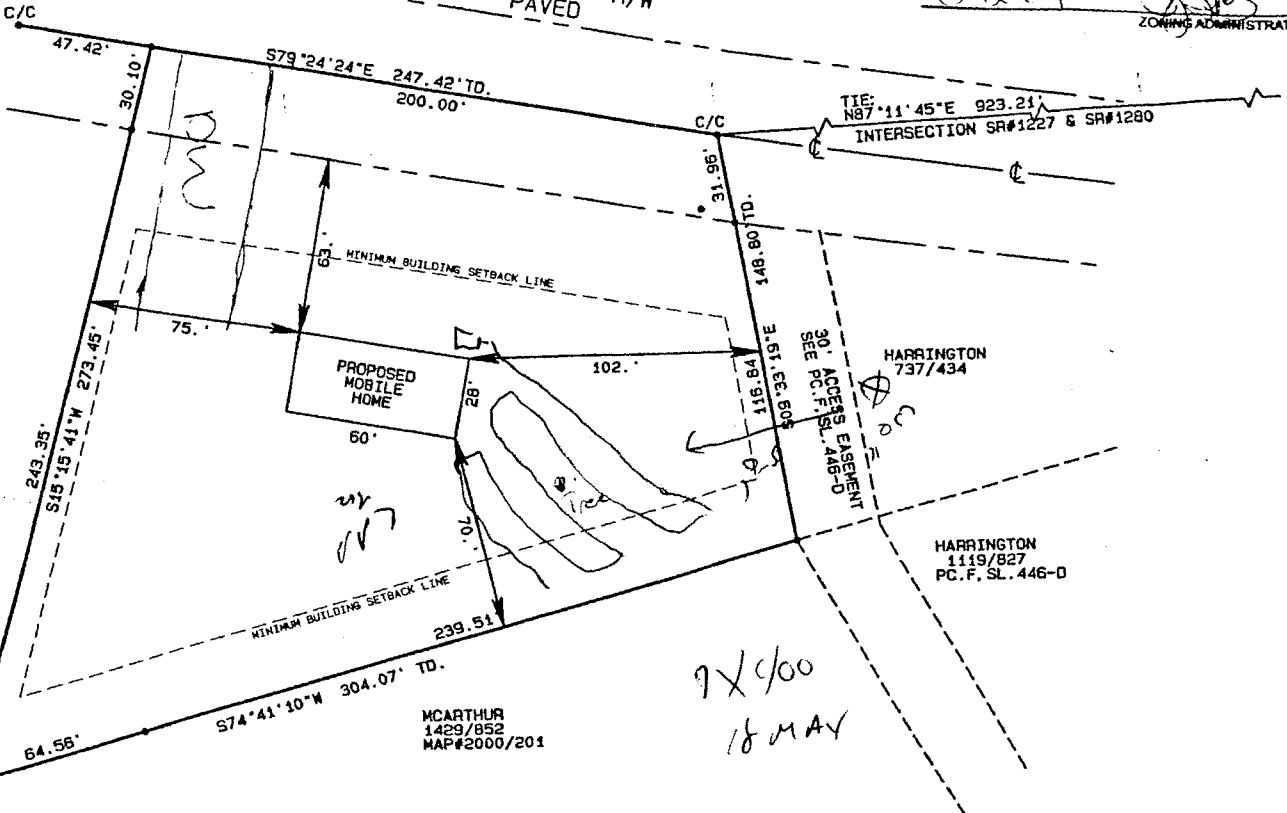 C/C
R/W
PAVED
ZONING ADMINISTRAT
47.42'
30.10'
S79°24'24"E 247.42'TD.
200.00'
C/C
TIE:
N87°11'45"E 923.21'
INTERSECTION SR#1227 & SR#1280
31.96'
148.80'TD.
63.'
MINIMUM BUILDING SETBACK LINE
75.'
PROPOSED
MOBILE
HOME
28'
60'
102.'
116.84
S09°33'19"E
30' ACCESS EASEMENT
SEE PC.F,SL.446-D
HARRINGTON
737/434
243.35'
S15°15'41"W 273.45'
Tree
70.'
MINIMUM BUILDING SETBACK LINE
239.51
S74°41'10"W 304.07' TD.
64.56'
HARRINGTON
1119/827
PC.F,SL.446-D
MCARTHUR
1429/852
MAP#2000/201
18 MAX